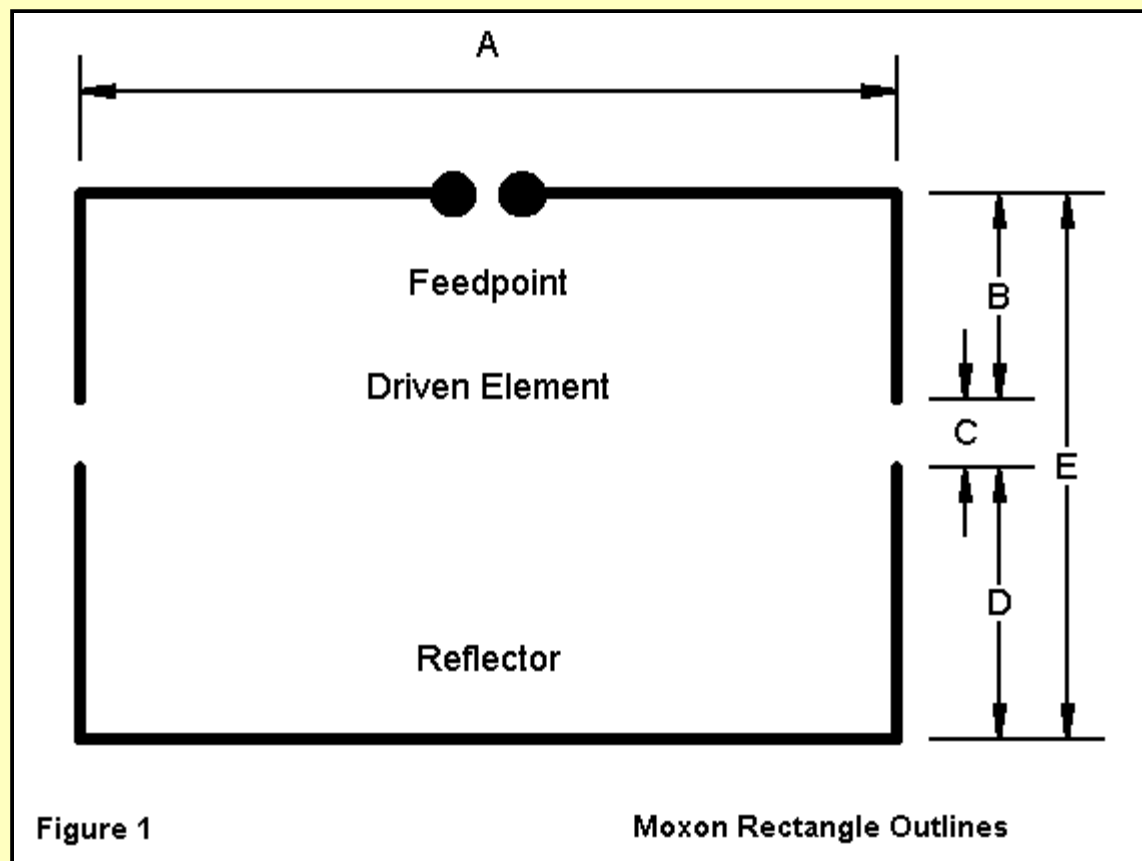 A
Feedpoint
B
Driven Element
C
E
D
Reflector
Figure 1
Moxon Rectangle Outlines